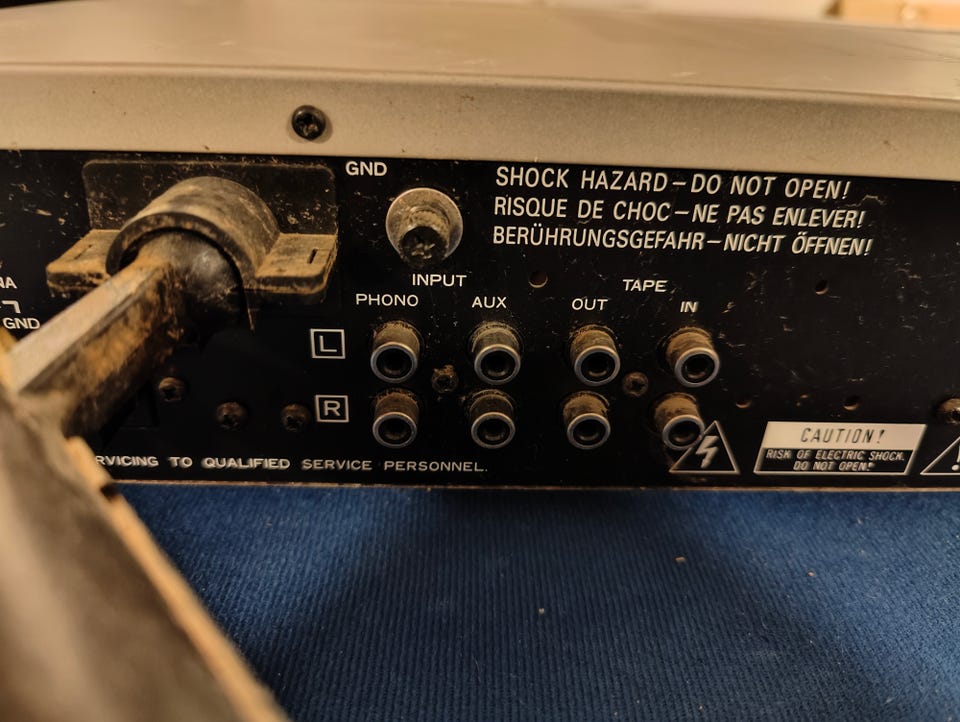 GND
SHOCK HAZARD – DO NOT OPEN!
RISQUE DE CHOC – NE PAS ENLEVER!
BERÜHRUNGSGEFAHR – NICHT ÖFFNEN!
INPUT
TAPE
PHONO AUX OUT IN
GND
L
R
CAUTION!
RISK OF ELECTRIC SHOCK.
DO NOT OPEN!
TO QUALIFIED SERVICE PERSONNEL.